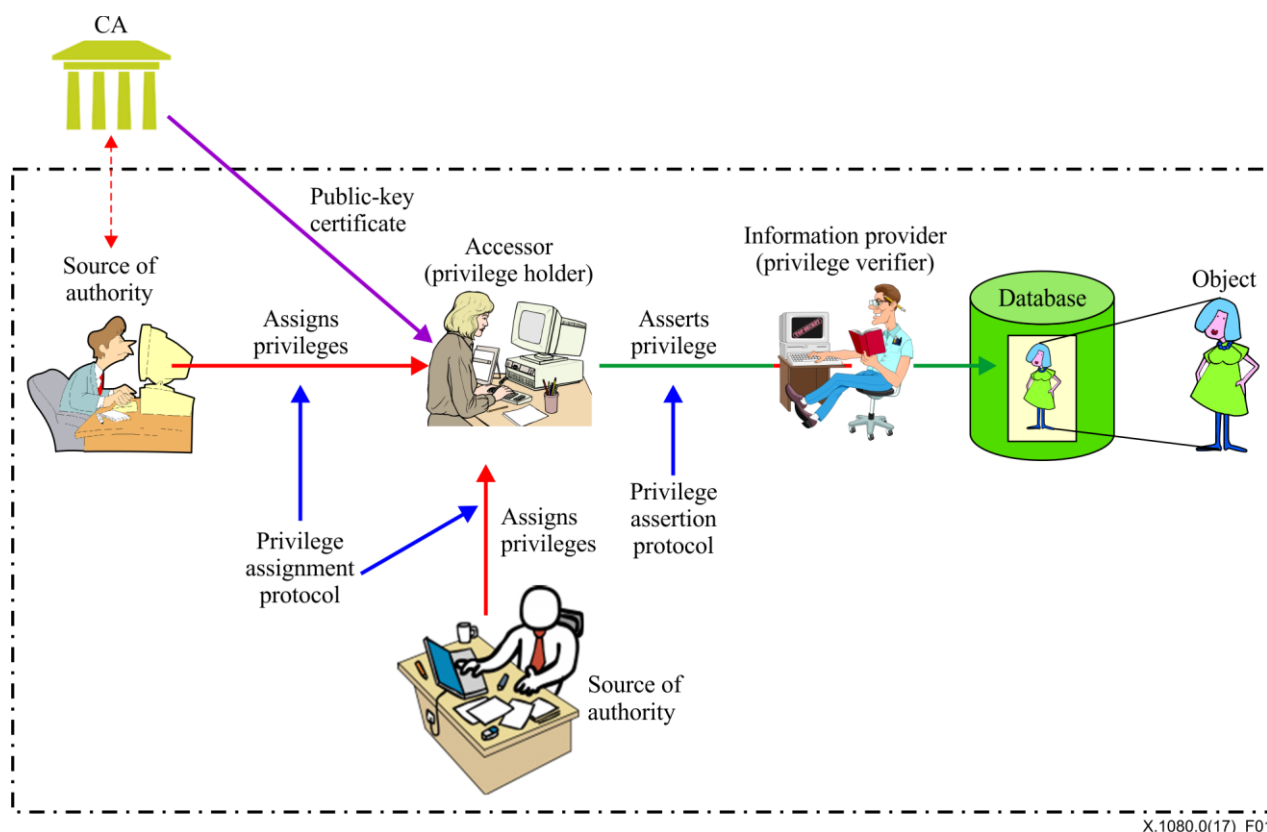 CA
Public-key
certificate
Source of
authority
Accessor
(privilege holder)
Information provider
(privilege verifier)
Object
Database
Assigns
privileges
Asserts
privilege
Privilege
assignment
protocol
Assigns
privileges
Privilege
assertion
protocol
Source of
authority
X.1080.0(17)_F01